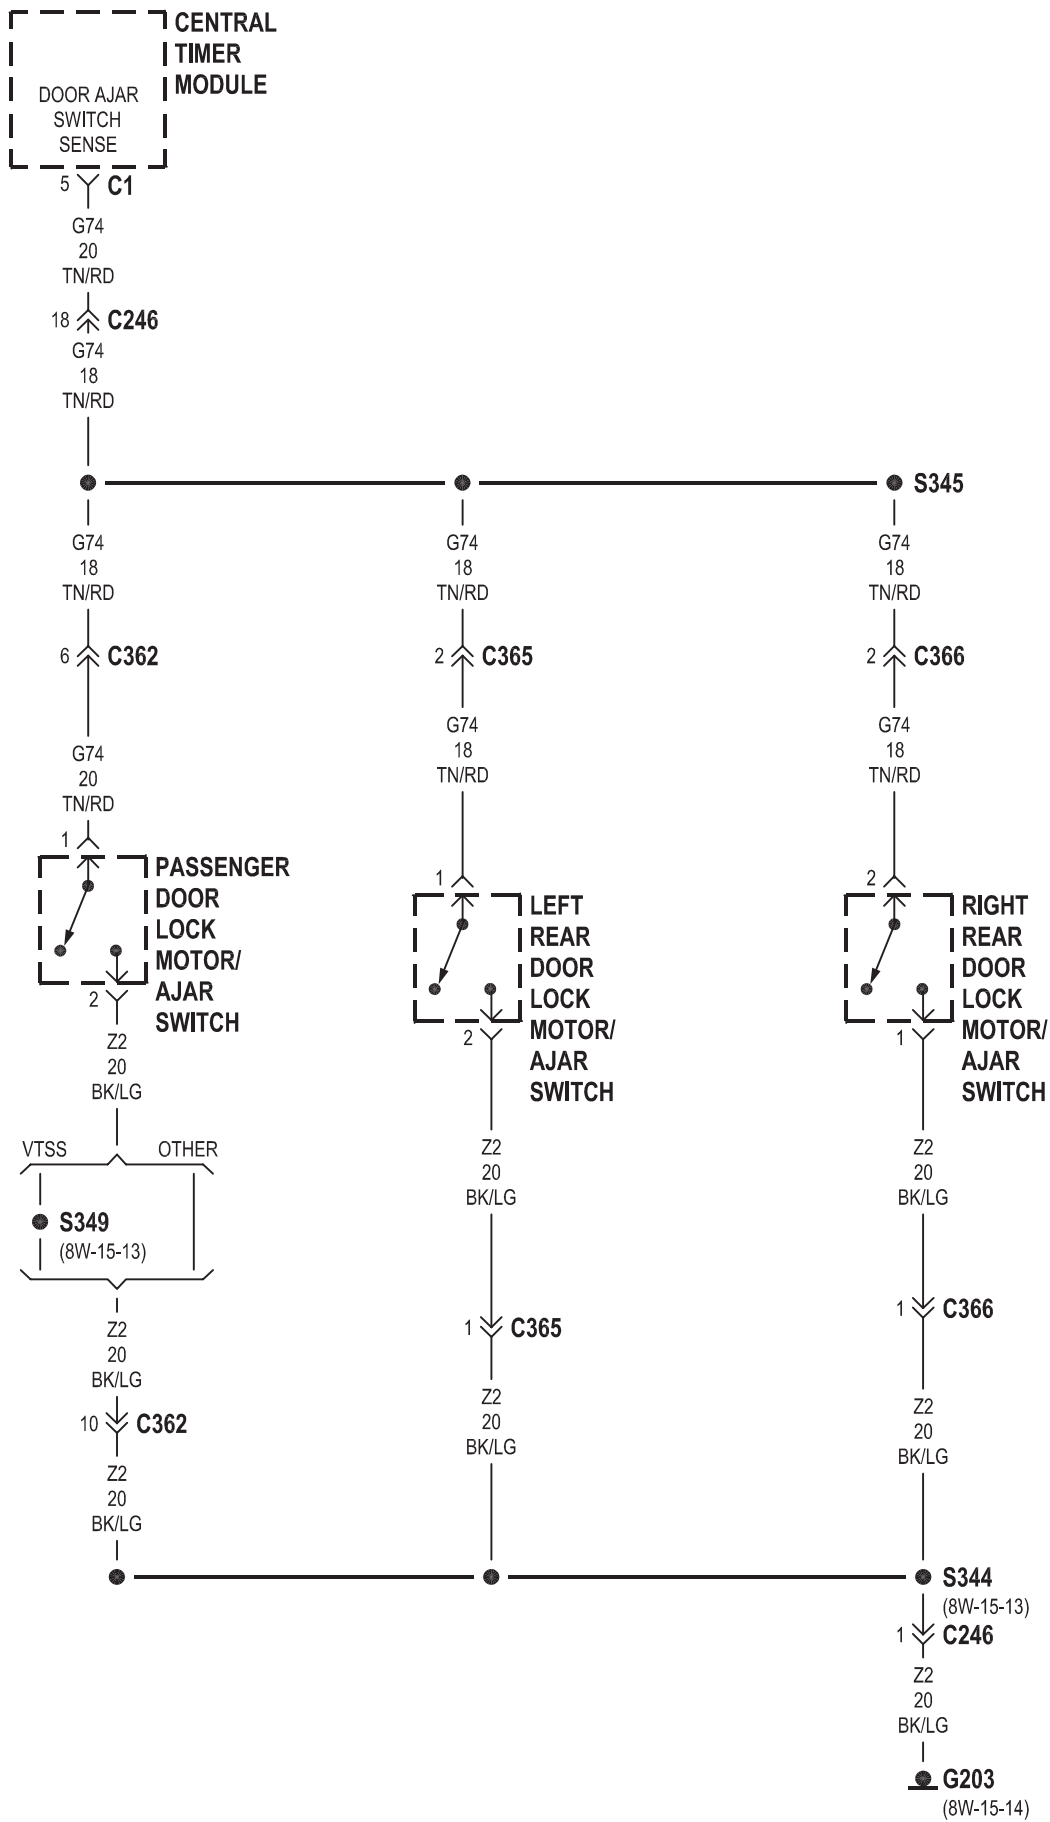 CENTRAL
TIMER
MODULE
DOOR AJAR
SWITCH
SENSE
5 C1
G74
20
TN/RD
18 C246
G74
18
TN/RD
S345
G74
18
TN/RD
G74
18
TN/RD
G74
18
TN/RD
6 C362
2 C365
2 C366
G74
20
TN/RD
G74
18
TN/RD
G74
18
TN/RD
1
PASSENGER
DOOR
LOCK
MOTOR/
AJAR
SWITCH
2
1
LEFT
REAR
DOOR
LOCK
MOTOR/
AJAR
SWITCH
2
2
RIGHT
REAR
DOOR
LOCK
MOTOR/
AJAR
SWITCH
1
Z2
20
BK/LG
VTSS OTHER
S349
(8W-15-13)
Z2
20
BK/LG
10 C362
Z2
20
BK/LG
Z2
20
BK/LG
1 C365
Z2
20
BK/LG
Z2
20
BK/LG
1 C366
Z2
20
BK/LG
S344
(8W-15-13)
1 C246
Z2
20
BK/LG
G203
(8W-15-14)